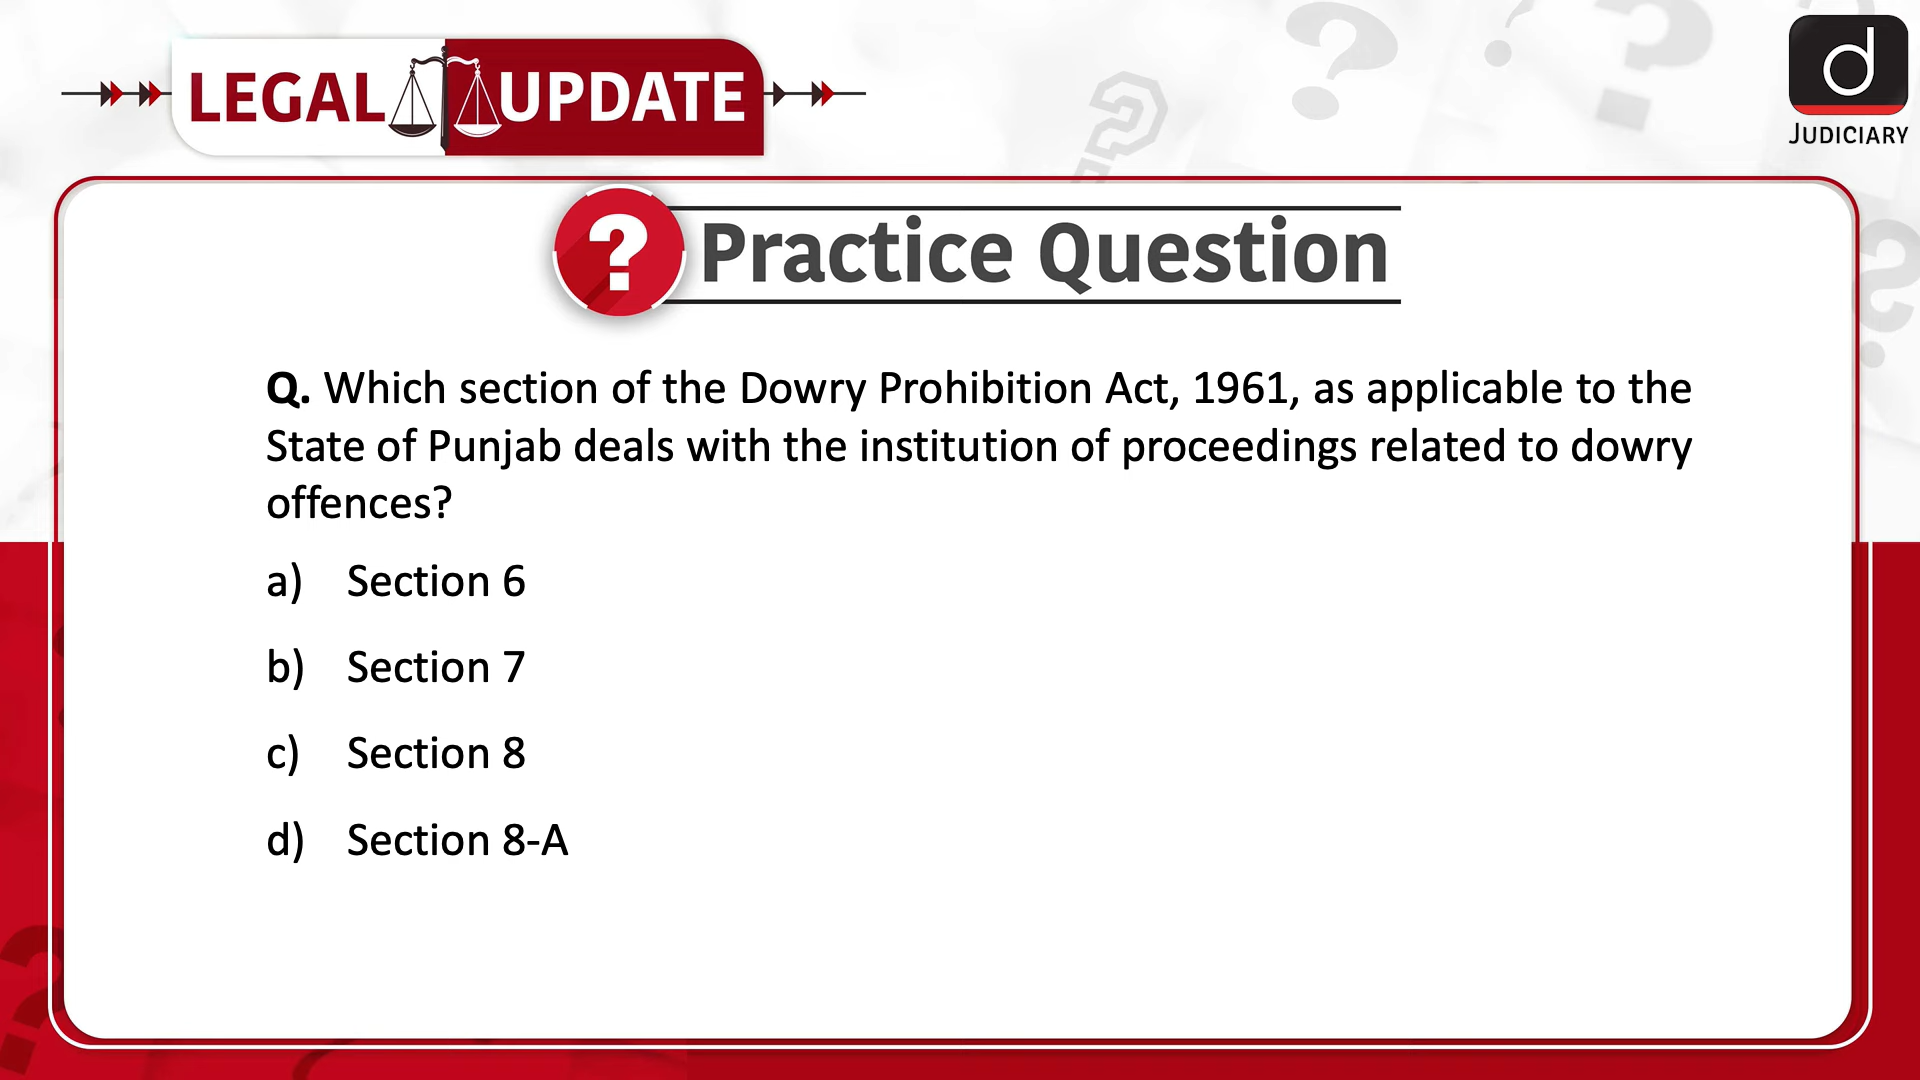 LEGAL UPDATE
JUDICIARY
? Practice Question
Q. Which section of the Dowry Prohibition Act, 1961, as applicable to the
State of Punjab deals with the institution of proceedings related to dowry
offences?
a) Section 6
b) Section 7
c) Section 8
d) Section 8-A